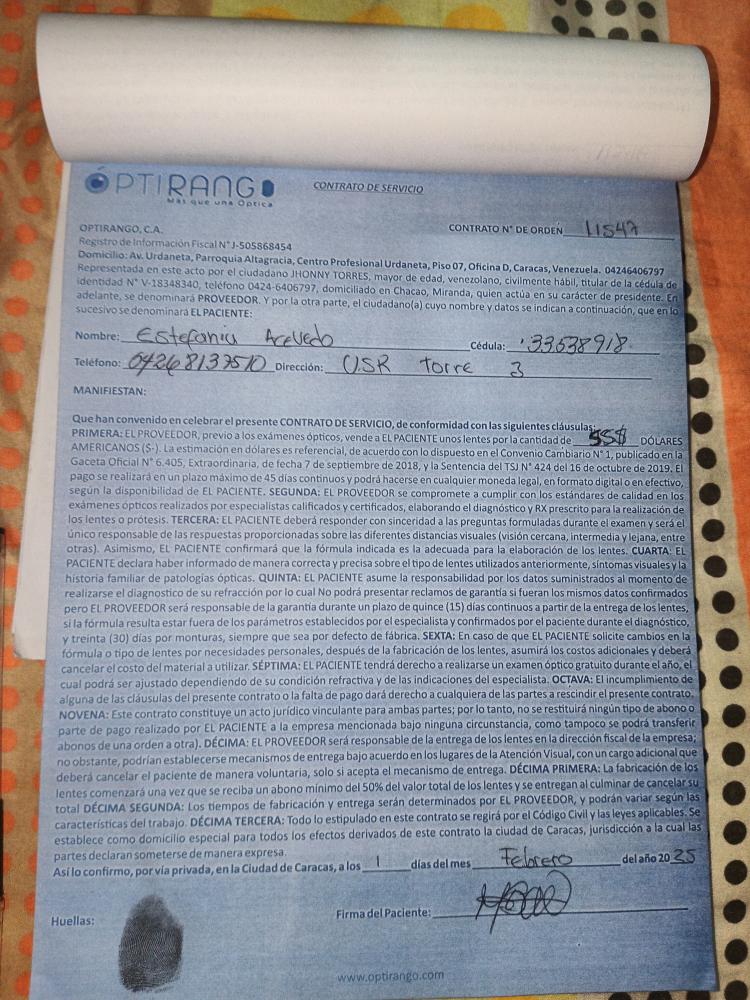 ÓPTIRANGO
Más que una Óptica
CONTRATO DE SERVICIO
OPTIRANGO, C.A.
CONTRATO N° DE ORDEN 11547
Registro de Información Fiscal N° J-505868454
Domicilio: Av. Urdaneta, Parroquia Altagracia, Centro Profesional Urdaneta, Piso 07, Oficina D, Caracas, Venezuela. 04246406797
Representada en este acto por el ciudadano JHONNY TORRES, mayor de edad, venezolano, civilmente hábil, titular de la cédula de
identidad N° V-18348340, teléfono 0424-6406797, domiciliado en Chacao, Miranda, quien actúa en su carácter de presidente. En
adelante, se denominará PROVEEDOR. Y por la otra parte, el ciudadano(a) cuyo nombre y datos se indican a continuación, que en lo
sucesivo se denominará EL PACIENTE:
Nombre: Estefania Acevedo Cédula: 33638918
Teléfono: 04268137510 Dirección: USR Torre 3
MANIFIESTAN:
Que han convenido en celebrar el presente CONTRATO DE SERVICIO, de conformidad con las siguientes cláusulas:
PRIMERA: EL PROVEEDOR, previo a los exámenes ópticos, vende a EL PACIENTE unos lentes por la cantidad de 55$ DÓLARES
AMERICANOS (S-). La estimación en dólares es referencial, de acuerdo con lo dispuesto en el Convenio Cambiario N° 1, publicado en la
Gaceta Oficial N° 6.405, Extraordinaria, de fecha 7 de septiembre de 2018, y la Sentencia del TSJ N° 424 del 16 de octubre de 2019. El
pago se realizará en un plazo máximo de 45 días continuos y podrá hacerse en cualquier moneda legal, en formato digital o en efectivo,
según la disponibilidad de EL PACIENTE. SEGUNDA: EL PROVEEDOR se compromete a cumplir con los estándares de calidad en los
exámenes ópticos realizados por especialistas calificados y certificados, elaborando el diagnóstico y RX prescrito para la realización de
los lentes o prótesis. TERCERA: EL PACIENTE deberá responder con sinceridad a las preguntas formuladas durante el examen y será el
único responsable de las respuestas proporcionadas sobre las diferentes distancias visuales (visión cercana, intermedia y lejana, entre
otras). Asimismo, EL PACIENTE confirmará que la fórmula indicada es la adecuada para la elaboración de los lentes. CUARTA: EL
PACIENTE declara haber informado de manera correcta y precisa sobre el tipo de lentes utilizados anteriormente, síntomas visuales y la
historia familiar de patologías ópticas. QUINTA: EL PACIENTE asume la responsabilidad por los datos suministrados al momento de
realizarse el diagnostico de su refracción por lo cual No podrá presentar reclamos de garantía si fueran los mismos datos confirmados
pero EL PROVEEDOR será responsable de la garantía durante un plazo de quince (15) días continuos a partir de la entrega de los lentes,
si la fórmula resulta estar fuera de los parámetros establecidos por el especialista y confirmados por el paciente durante el diagnóstico,
y treinta (30) días por monturas, siempre que sea por defecto de fábrica. SEXTA: En caso de que EL PACIENTE solicite cambios en la
fórmula o tipo de lentes por necesidades personales, después de la fabricación de los lentes, asumirá los costos adicionales y deberá
cancelar el costo del material a utilizar. SÉPTIMA: EL PACIENTE tendrá derecho a realizarse un examen óptico gratuito durante el año, el
cual podrá ser ajustado dependiendo de su condición refractiva y de las indicaciones del especialista. OCTAVA: El incumplimiento de
alguna de las cláusulas del presente contrato o la falta de pago dará derecho a cualquiera de las partes a rescindir el presente contrato.
NOVENA: Este contrato constituye un acto jurídico vinculante para ambas partes; por lo tanto, no se restituirá ningún tipo de abono o
parte de pago realizado por EL PACIENTE a la empresa mencionada bajo ninguna circunstancia, como tampoco se podrá transferir
abonos de una orden a otra). DÉCIMA: EL PROVEEDOR será responsable de la entrega de los lentes en la dirección fiscal de la empresa;
no obstante, podrían establecerse mecanismos de entrega bajo acuerdo en los lugares de la Atención Visual, con un cargo adicional que
deberá cancelar el paciente de manera voluntaria, solo si acepta el mecanismo de entrega. DÉCIMA PRIMERA: La fabricación de los
lentes comenzará una vez que se reciba un abono mínimo del 50% del valor total de los lentes y se entregan al culminar de cancelar su
total DÉCIMA SEGUNDA: Los tiempos de fabricación y entrega serán determinados por EL PROVEEDOR, y podrán variar según las
características del trabajo. DÉCIMA TERCERA: Todo lo estipulado en este contrato se regirá por el Código Civil y las leyes aplicables. Se
establece como domicilio especial para todos los efectos derivados de este contrato la ciudad de Caracas, jurisdicción a la cual las
partes declaran someterse de manera expresa.
Así lo confirmo, por vía privada, en la Ciudad de Caracas, a los 1 días del mes Febrero del año 2025
Huellas:
Firma del Paciente:
www.optirango.com